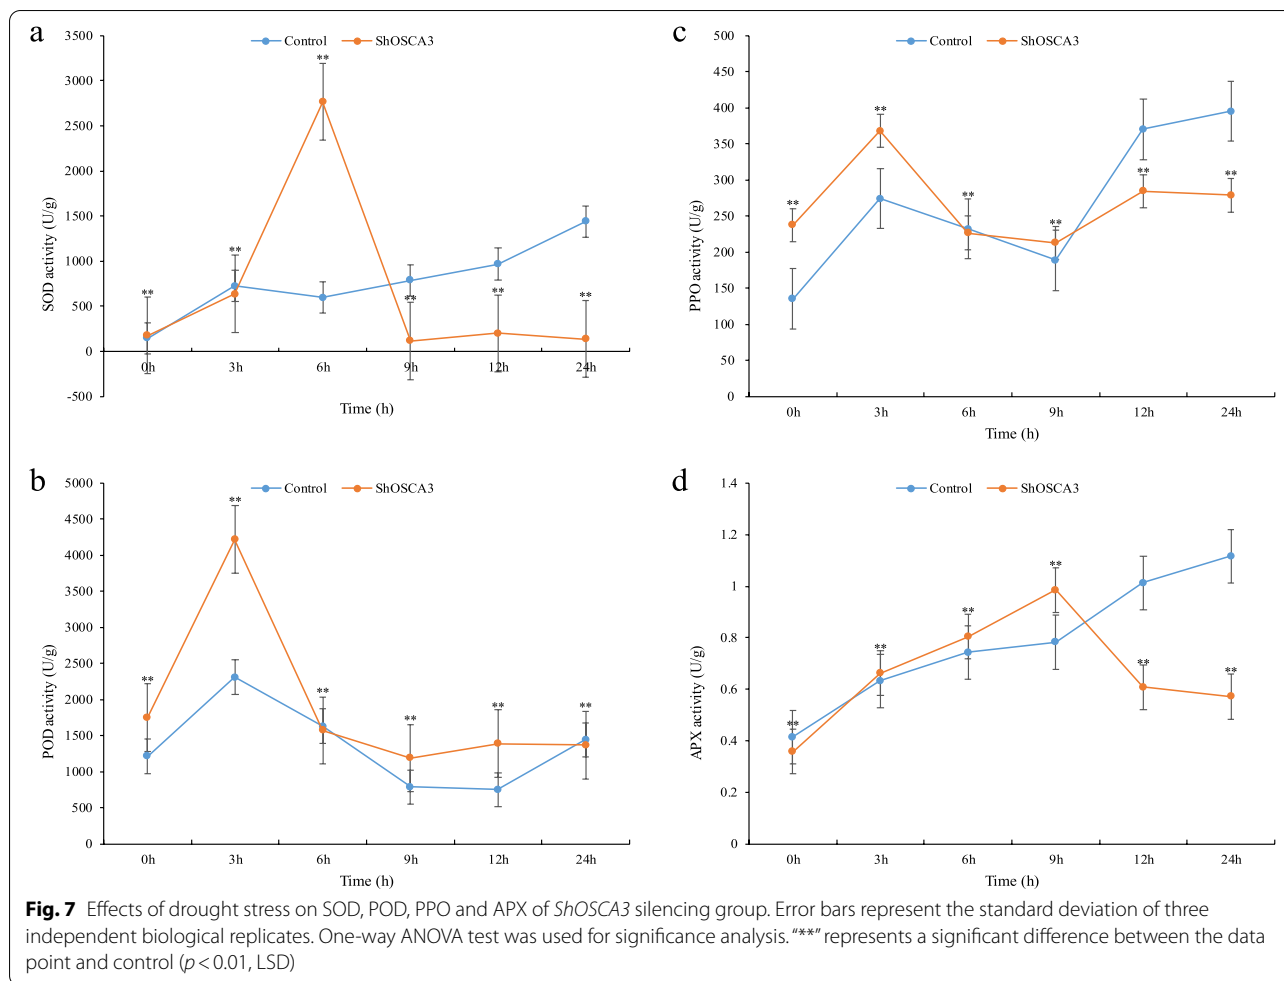 a
Control
ShOSCA3
3500
3000
2500
2000
1500
1000
500
0
-500
SOD activity (U/g)
**
**
**
**
**
**
0h 3h 6h 9h 12h 24h
Time (h)
c
Control
ShOSCA3
500
450
400
350
300
250
200
150
100
50
0
PPO activity (U/g)
**
**
**
**
**
**
0h 3h 6h 9h 12h 24h
Time (h)
b
Control
ShOSCA3
5000
4500
4000
3500
3000
2500
2000
1500
1000
500
0
POD activity (U/g)
**
**
**
**
**
**
0h 3h 6h 9h 12h 24h
Time (h)
d
Control
ShOSCA3
1.4
1.2
1
0.8
0.6
0.4
0.2
0
APX activity (U/g)
**
**
**
**
**
**
0h 3h 6h 9h 12h 24h
Time (h)
Fig. 7 Effects of drought stress on SOD, POD, PPO and APX of ShOSCA3 silencing group. Error bars represent the standard deviation of three
independent biological replicates. One-way ANOVA test was used for significance analysis. “**” represents a significant difference between the data
point and control (p < 0.01, LSD)